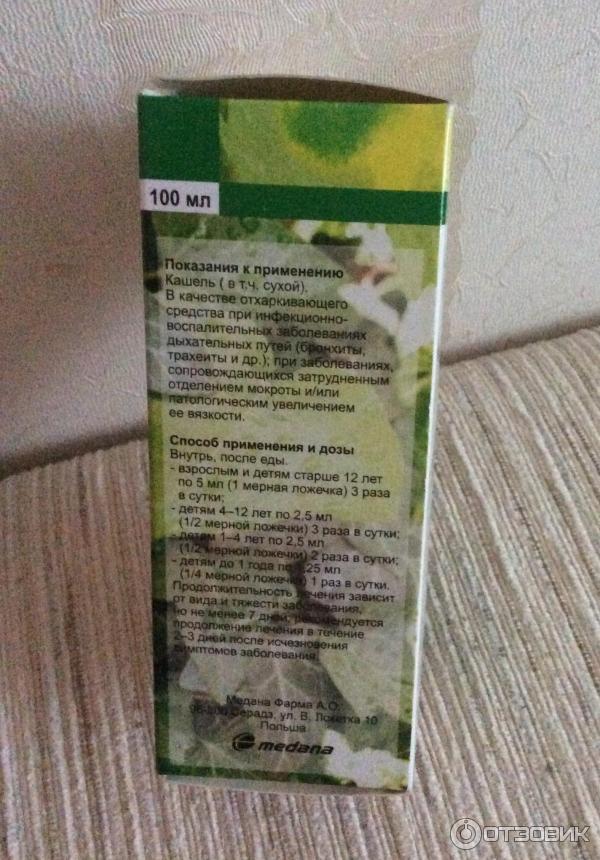 100 мл
Показания к применению
Кашель ( в т.ч. сухой).
В качестве отхаркивающего
средства при инфекционно-
воспалительных заболеваниях
дыхательных путей (бронхиты,
трахеиты и др.); при заболеваниях,
сопровождающихся затрудненным
отделением мокроты и/или
патологическим увеличением
ее вязкости.
Способ применения и дозы
Внутрь, после еды.
- взрослым и детям старше 12 лет
по 5 мл (1 мерная ложечка) 3 раза
в сутки;
- детям 4–12 лет по 2,5 мл
(1/2 мерной ложечки) 3 раза в сутки;
- детям 1–4 лет по 2,5 мл
(1/2 мерной ложечки) 2 раза в сутки;
- детям до 1 года по 1,25 мл
(1/4 мерной ложечки) 1 раз в сутки.
Продолжительность лечения зависит
от вида и тяжести заболевания,
но не менее 7 дней, рекомендуется
продолжение лечения в течение
2–3 дней после исчезновения
симптомов заболевания.
Медана Фарма А.О.
98-200 Серадз, ул. В. Локетка 10
Польша
medana
ОТЗОВИК